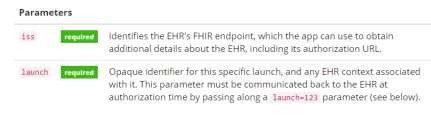 Parameters
iss required Identifies the EHR's FHIR endpoint, which the app can use to obtain
additional details about the EHR, including its authorization URL.
launch required Opaque identifier for this specific launch, and any EHR context associated
with it. This parameter must be communicated back to the EHR at
authorization time by passing along a launch=123 parameter (see below).